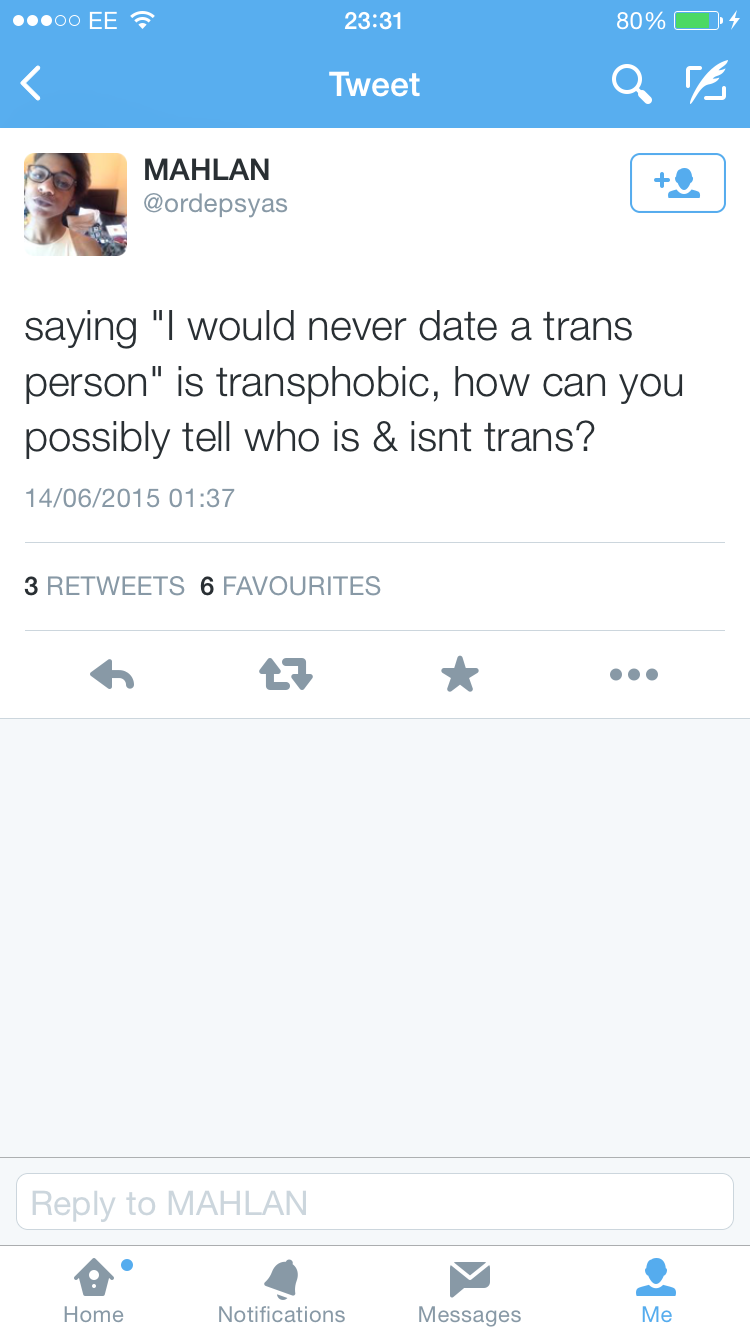 EE 23:31 80%
Tweet
MAHLAN
@ordepsyas
saying "I would never date a trans
person" is transphobic, how can you
possibly tell who is & isnt trans?
14/06/2015 01:37
3 RETWEETS 6 FAVOURITES
Reply to MAHLAN
Home Notifications Messages Me